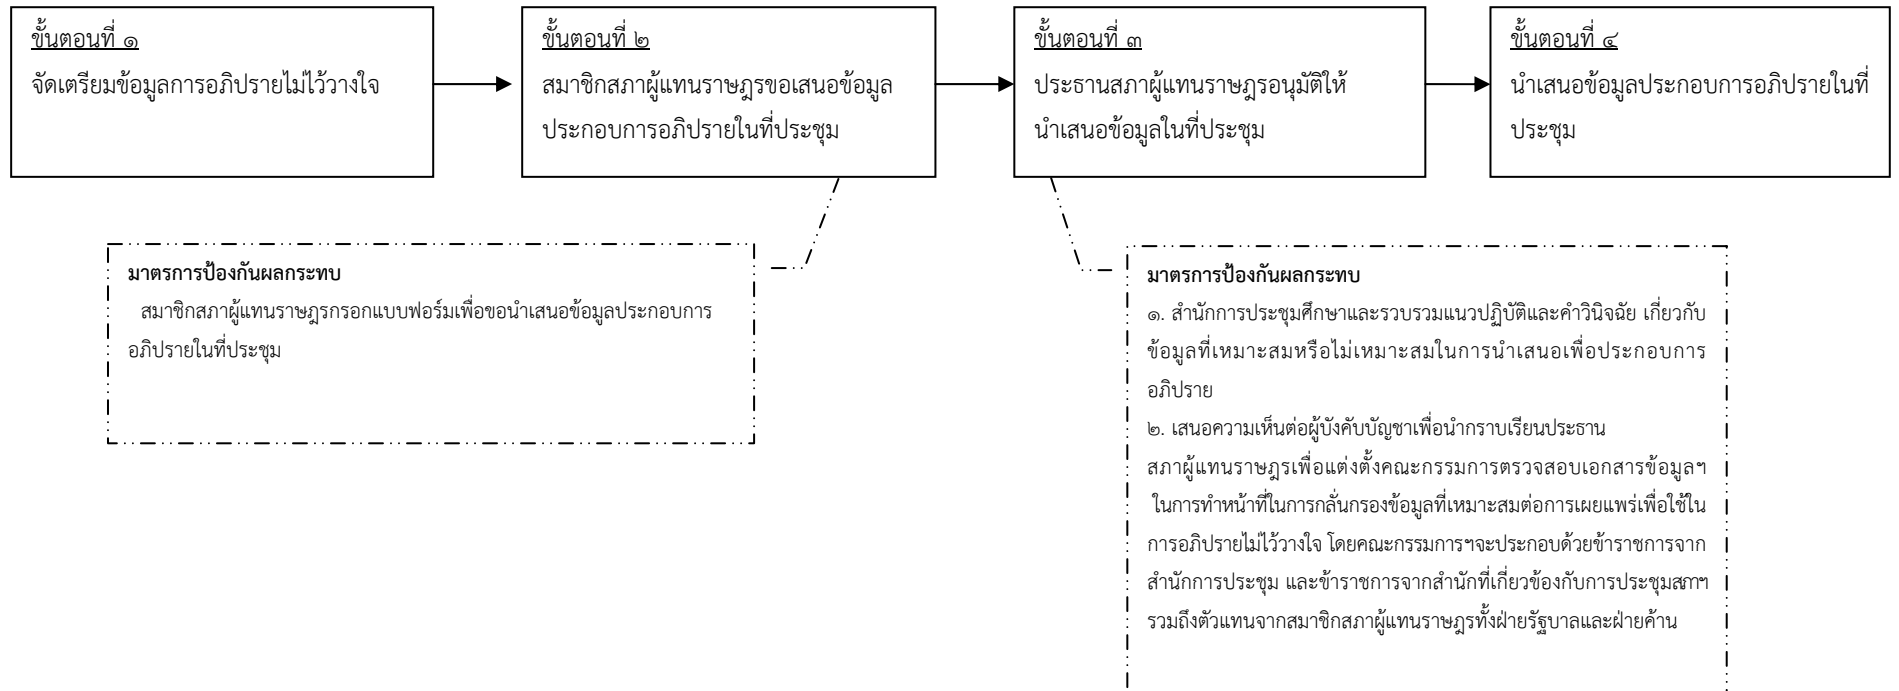 ขั้นตอนที่ ๑
จัดเตรียมข้อมูลการอภิปรายไม่ไว้วางใจ
ขั้นตอนที่ ๒
สมาชิกสภาผู้แทนราษฎรขอเสนอข้อมูล
ประกอบการอภิปรายในที่ประชุม
ขั้นตอนที่ ๓
ประธานสภาผู้แทนราษฎรอนุมัติให้
นำเสนอข้อมูลในที่ประชุม
ขั้นตอนที่ ๔
นำเสนอข้อมูลประกอบการอภิปรายในที่
ประชุม
มาตรการป้องกันผลกระทบ
สมาชิกสภาผู้แทนราษฎรกรอกแบบฟอร์มเพื่อขอนำเสนอข้อมูลประกอบการ
อภิปรายในที่ประชุม
มาตรการป้องกันผลกระทบ
๑. สำนักการประชุมศึกษาและรวบรวมแนวปฏิบัติและคำวินิจฉัย เกี่ยวกับ
ข้อมูลที่เหมาะสมหรือไม่เหมาะสมในการนำเสนอเพื่อประกอบการ
อภิปราย
๒. เสนอความเห็นต่อผู้บังคับบัญชาเพื่อนำกราบเรียนประธาน
สภาผู้แทนราษฎรเพื่อแต่งตั้งคณะกรรมการตรวจสอบเอกสารข้อมูลฯ
ในการทำหน้าที่ในการกลั่นกรองข้อมูลที่เหมาะสมต่อการเผยแพร่เพื่อใช้ใน
การอภิปรายไม่ไว้วางใจ โดยคณะกรรมการฯจะประกอบด้วยข้าราชการจาก
สำนักการประชุม และข้าราชการจากสำนักที่เกี่ยวข้องกับการประชุมสภาฯ
รวมถึงตัวแทนจากสมาชิกสภาผู้แทนราษฎรทั้งฝ่ายรัฐบาลและฝ่ายค้าน